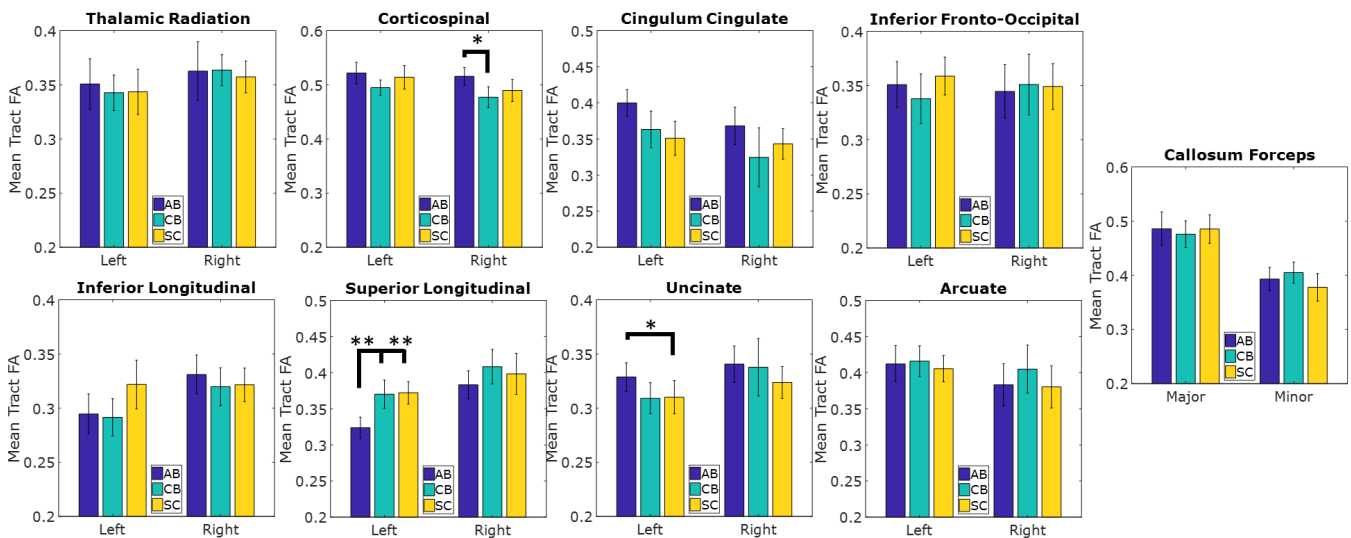 Thalamic Radiation
Mean Tract FA
0.4
0.35
0.3
0.25
0.2
AB
CB
SC
Left Right
Corticospinal
Mean Tract FA
0.6
0.5
0.4
0.3
0.2
*
AB
CB
SC
Left Right
Cingulum Cingulate
Mean Tract FA
0.5
0.45
0.4
0.35
0.3
0.25
0.2
AB
CB
SC
Left Right
Inferior Fronto-Occipital
Mean Tract FA
0.4
0.35
0.3
0.25
0.2
AB
CB
SC
Left Right
Callosum Forceps
Mean Tract FA
0.6
0.5
0.4
0.3
0.2
AB
CB
SC
Major Minor
Inferior Longitudinal
Mean Tract FA
0.4
0.35
0.3
0.25
0.2
AB
CB
SC
Left Right
Superior Longitudinal
Mean Tract FA
0.5
0.45
0.4
0.35
0.3
0.25
0.2
** **
AB
CB
SC
Left Right
Uncinate
Mean Tract FA
0.4
0.35
0.3
0.25
0.2
*
AB
CB
SC
Left Right
Arcuate
Mean Tract FA
0.5
0.45
0.4
0.35
0.3
0.25
0.2
AB
CB
SC
Left Right